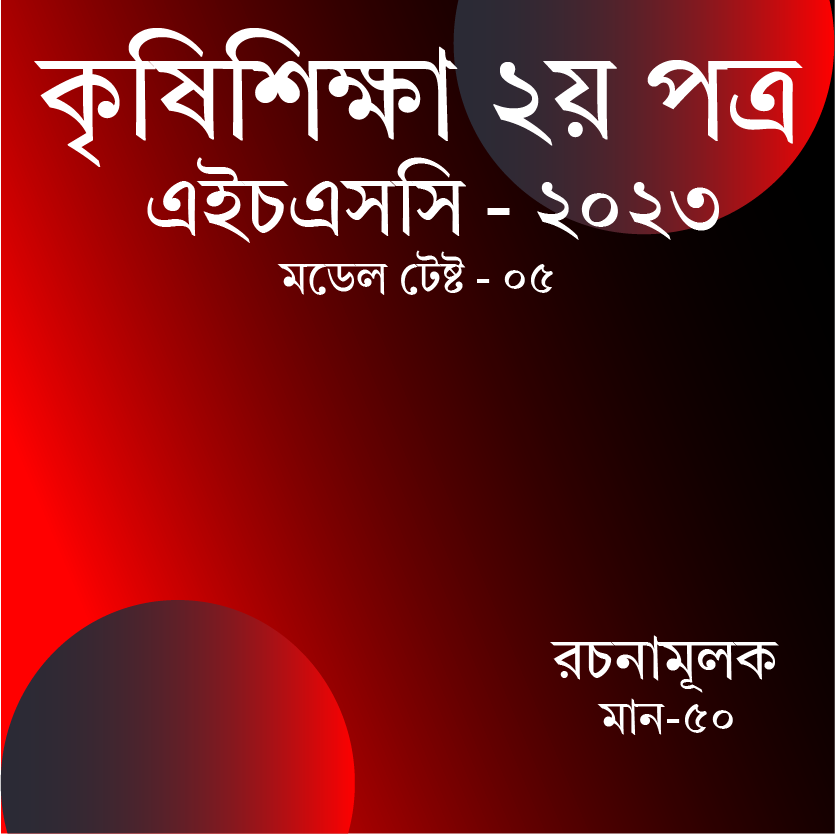 কৃষিশিক্ষা ২য় পত্র
এইচএসসি - ২০২৩
মডেল টেষ্ট - ০৫
রচনামূলক
মান-৫০